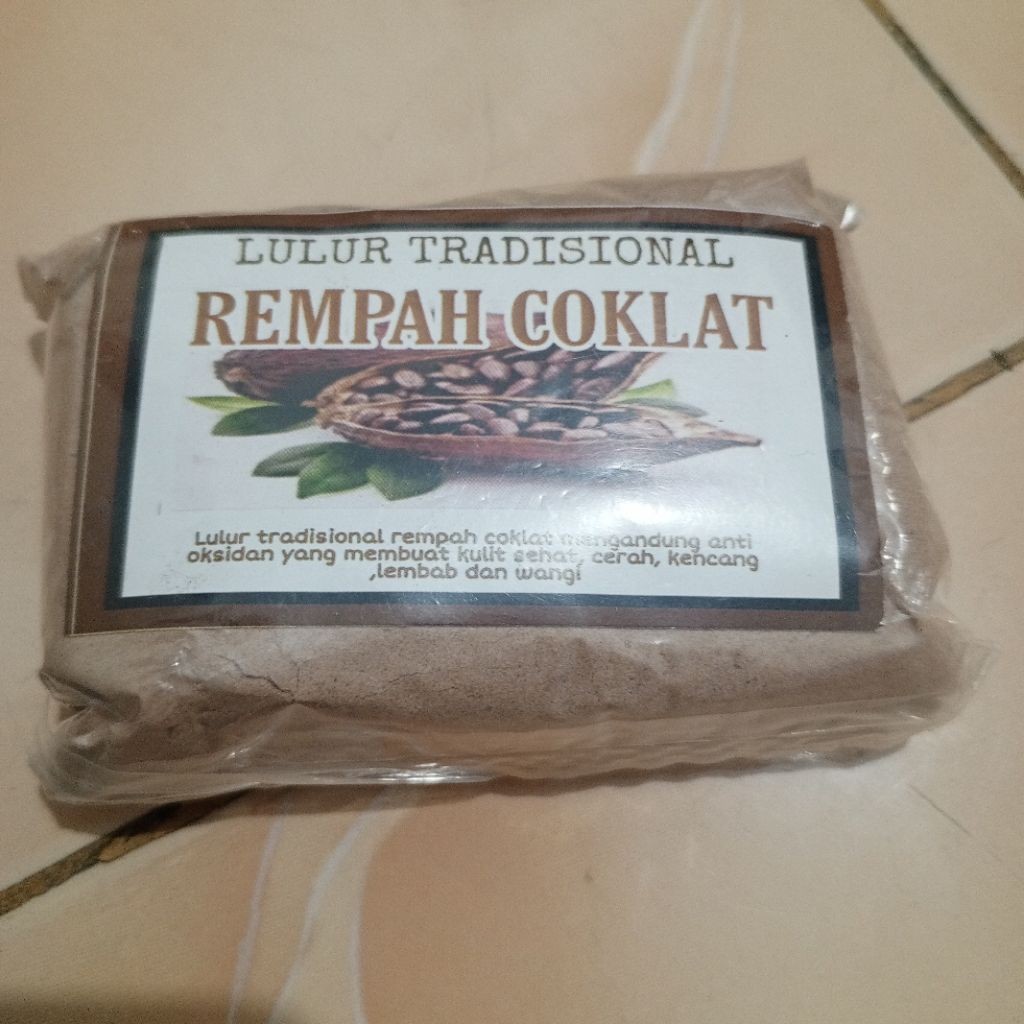 LULUR TRADISIONAL
REMPAH COKLAT
Lulur tradisional rempah coklat mengandung anti
oksidan yang membuat kulit sehat, cerah, kencang
,lembab dan wangi